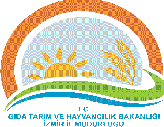 T.C.
GIDA TARIM VE HAYVANCILIK BAKANLIĞI
İZMİR İL MÜDÜRLÜĞÜ